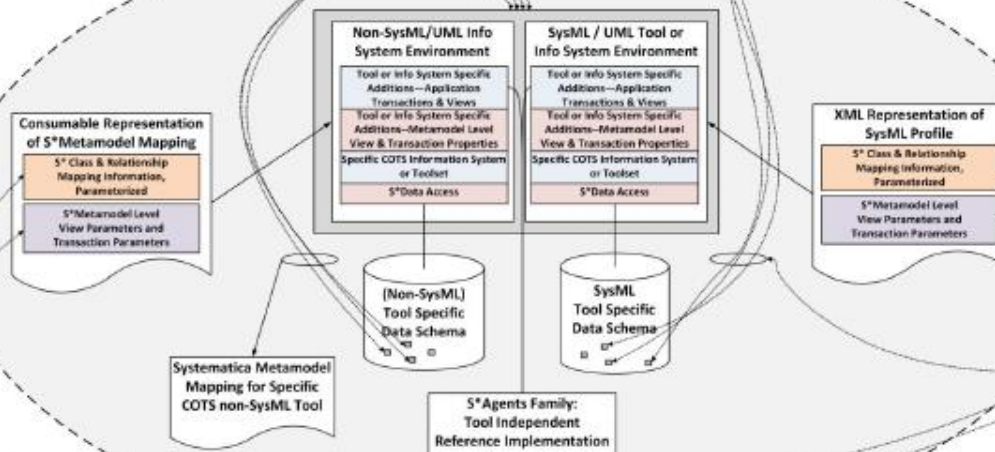 Non-SysML/UML Info
System Environment
Tool or Info System Specific
Additions—Application
Transactions & Views
Tool or Info System Specific
Additions--Metamodel Level
View & Transaction Properties
Specific COTS Information System
or Toolset
S*Data Access
SysML / UML Tool or
Info System Environment
Tool or Info System Specific
Additions—Application
Transactions & Views
Tool or Info System Specific
Additions--Metamodel Level
View & Transaction Properties
Specific COTS Information System
or Toolset
S*Data Access
Consumable Representation
of S*Metamodel Mapping
S* Class & Relationship
Mapping Information,
Parameterized
S*Metamodel Level
View Parameters and
Transaction Parameters
XML Representation of
SysML Profile
S* Class & Relationship
Mapping Information,
Parameterized
S*Metamodel Level
View Parameters and
Transaction Parameters
(Non-SysML)
Tool Specific
Data Schema
SysML
Tool Specific
Data Schema
Systematica Metamodel
Mapping for Specific
COTS non-SysML Tool
S*Agents Family:
Tool Independent
Reference Implementation